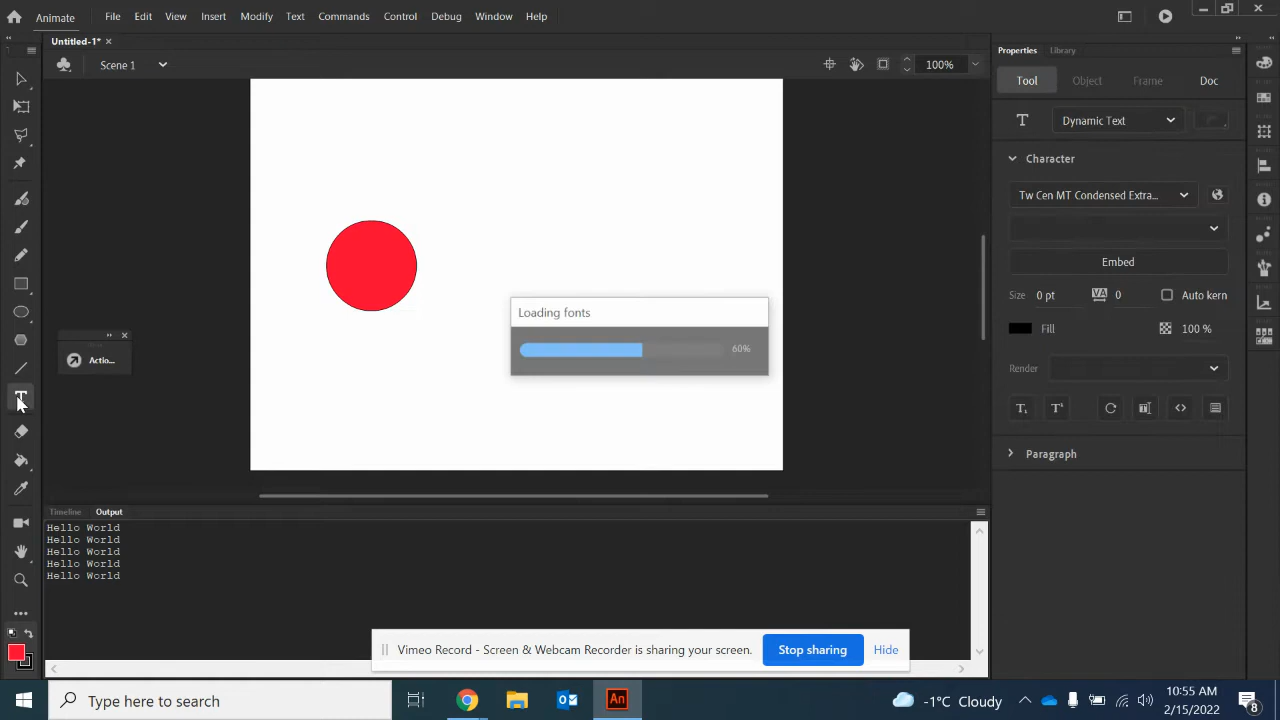 Animate File Edit View Insert Modify Text Commands Control Debug Window Help
Untitled-1*
Scene 1
100%
Properties Library
Tool Object Frame Doc
Dynamic Text
Character
Tw Cen MT Condensed Extra...
Embed
Size 0 pt VA 0 Auto kern
Fill 100 %
Render
Paragraph
Loading fonts
60%
Actio...
Timeline Output
Hello World
Hello World
Hello World
Hello World
Hello World
Vimeo Record - Screen & Webcam Recorder is sharing your screen. Stop sharing Hide
Type here to search
An
-1°C Cloudy
10:55 AM
2/15/2022
8